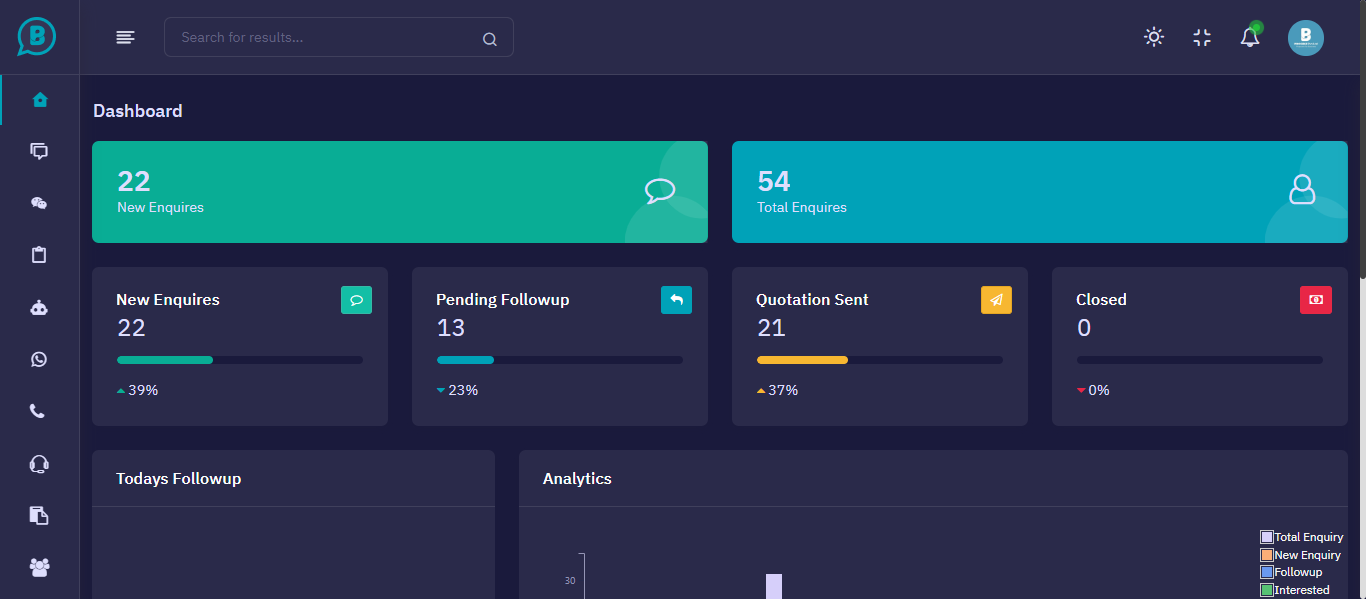 B
Search for results...
B
Dashboard
22
New Enquires
54
Total Enquires
New Enquires
22
39%
Pending Followup
13
23%
Quotation Sent
21
37%
Closed
0
0%
Todays Followup
Analytics
Total Enquiry
New Enquiry
Followup
Interested
30